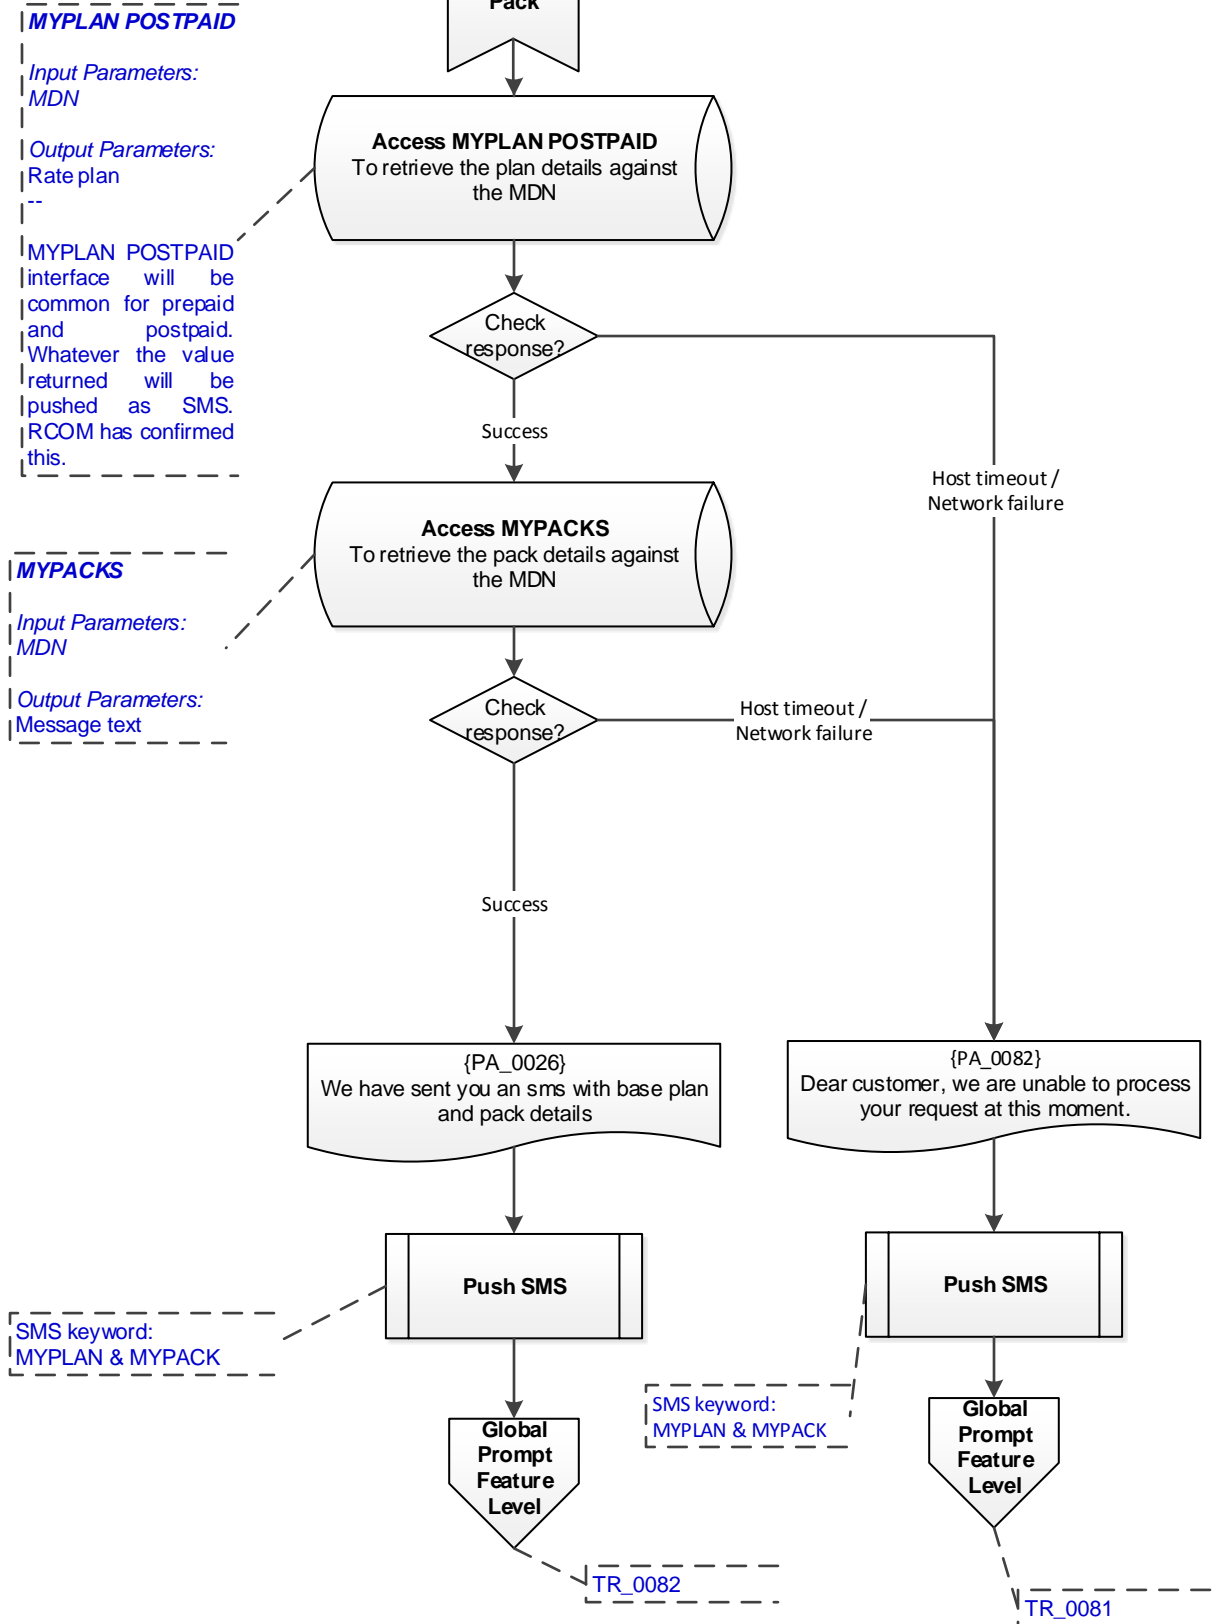 Pack
MYPLAN POSTPAID
Input Parameters:
MDN
Output Parameters:
Rate plan
--
MYPLAN POSTPAID
interface will be
common for prepaid
and postpaid.
Whatever the value
returned will be
pushed as SMS.
RCOM has confirmed
this.
Access MYPLAN POSTPAID
To retrieve the plan details against
the MDN
Check
response?
Success
Host timeout /
Network failure
Access MYPACKS
To retrieve the pack details against
the MDN
MYPACKS
Input Parameters:
MDN
Output Parameters:
Message text
Check
response?
Host timeout /
Network failure
Success
{PA_0026}
We have sent you an sms with base plan
and pack details
{PA_0082}
Dear customer, we are unable to process
your request at this moment.
Push SMS
Push SMS
SMS keyword:
MYPLAN & MYPACK
SMS keyword:
MYPLAN & MYPACK
Global
Prompt
Feature
Level
Global
Prompt
Feature
Level
TR_0082
TR_0081